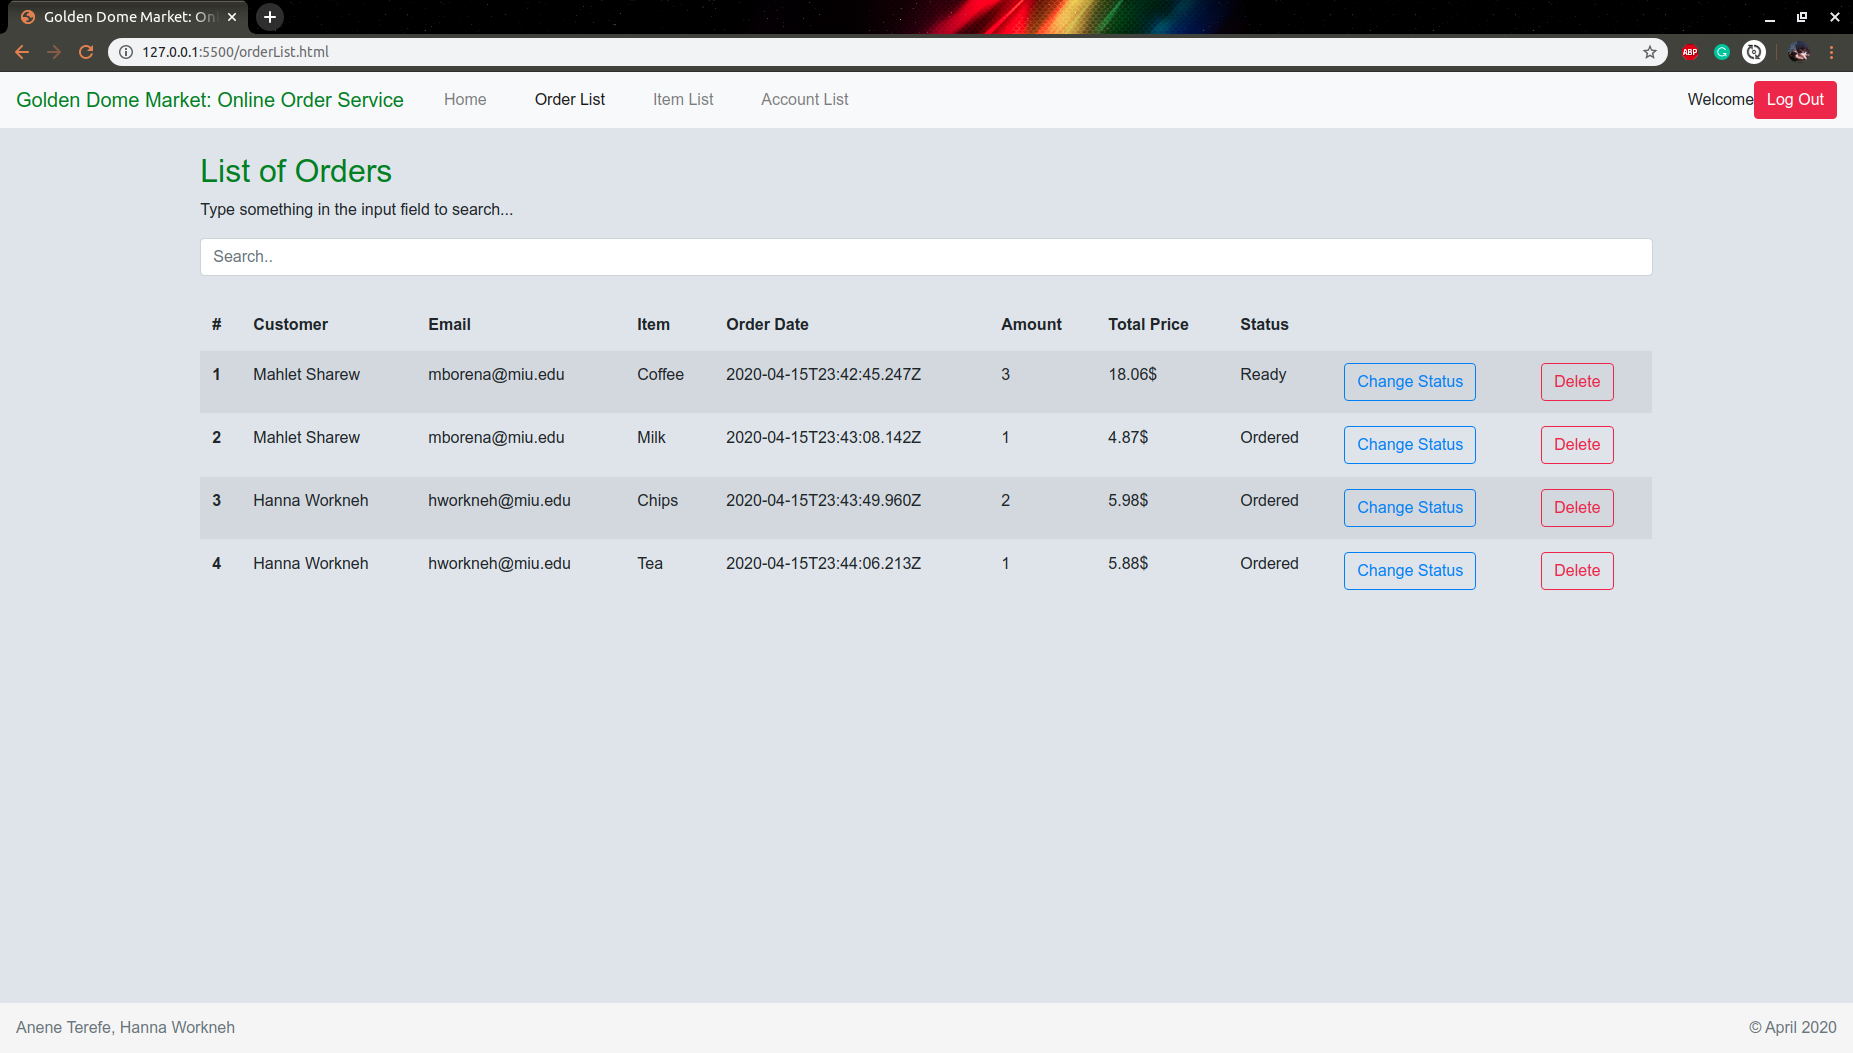 Golden Dome Market: Onl
127.0.0.1:5500/orderList.html
ABP
Golden Dome Market: Online Order Service Home Order List Item List Account List Welcome Log Out
List of Orders
Type something in the input field to search...
Search..
# Customer Email Item Order Date Amount Total Price Status
1 Mahlet Sharew mborena@miu.edu Coffee 2020-04-15T23:42:45.247Z 3 18.06$ Ready Change Status Delete
2 Mahlet Sharew mborena@miu.edu Milk 2020-04-15T23:43:08.142Z 1 4.87$ Ordered Change Status Delete
3 Hanna Workneh hworkneh@miu.edu Chips 2020-04-15T23:43:49.960Z 2 5.98$ Ordered Change Status Delete
4 Hanna Workneh hworkneh@miu.edu Tea 2020-04-15T23:44:06.213Z 1 5.88$ Ordered Change Status Delete
Anene Terefe, Hanna Workneh © April 2020